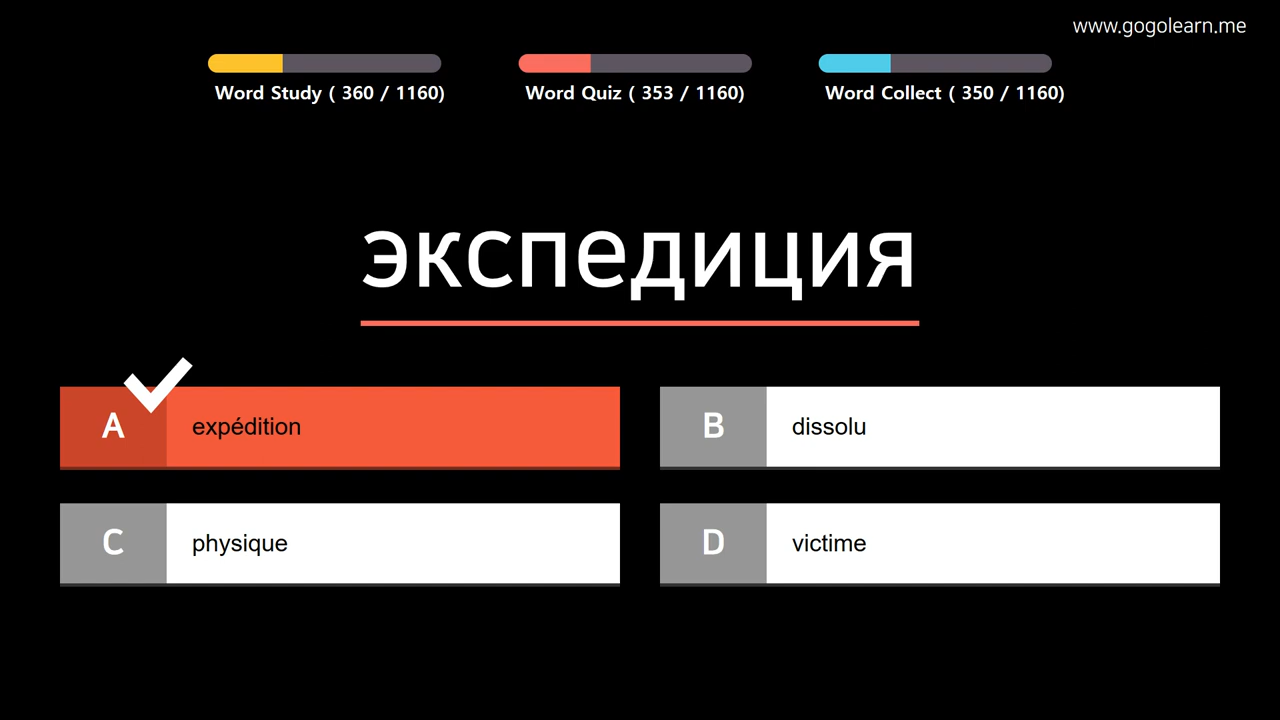 www.gogolearn.me
Word Study ( 360 / 1160)
Word Quiz ( 353 / 1160)
Word Collect ( 350 / 1160)
экспедиция
A expédition
B dissolu
C physique
D victime